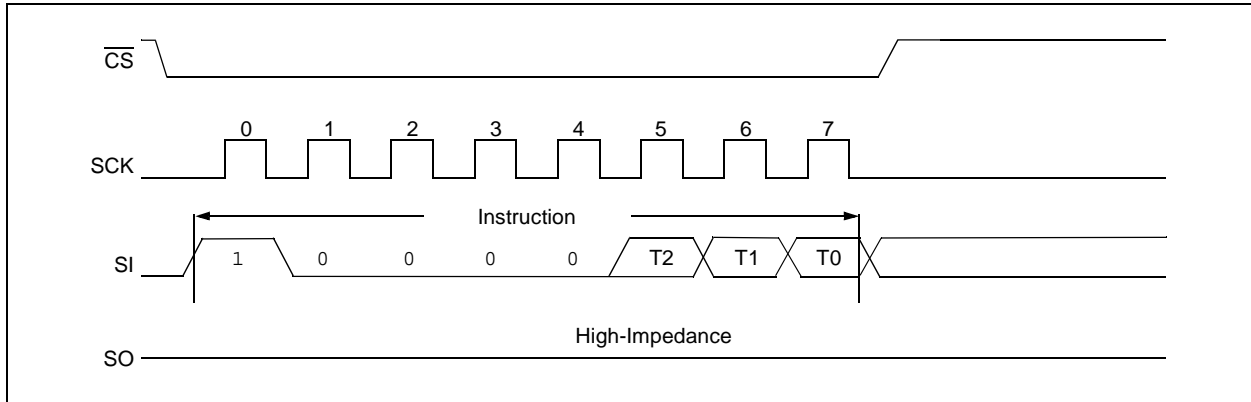 CS
0 1 2 3 4 5 6 7
SCK
Instruction
SI
1 0 0 0 0 T2 T1 T0
High-Impedance
SO